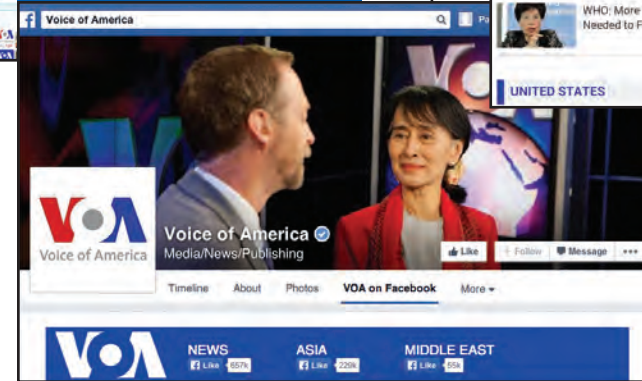 Voice of America
WHO: More
Needed to
UNITED STATES
VOA
Voice of America
Voice of America
Media/News/Publishing
Like
Follow
Message
Timeline
About
Photos
VOA on Facebook
More
VOA
NEWS
Like 657k
ASIA
Like 229k
MIDDLE EAST
Like 55k